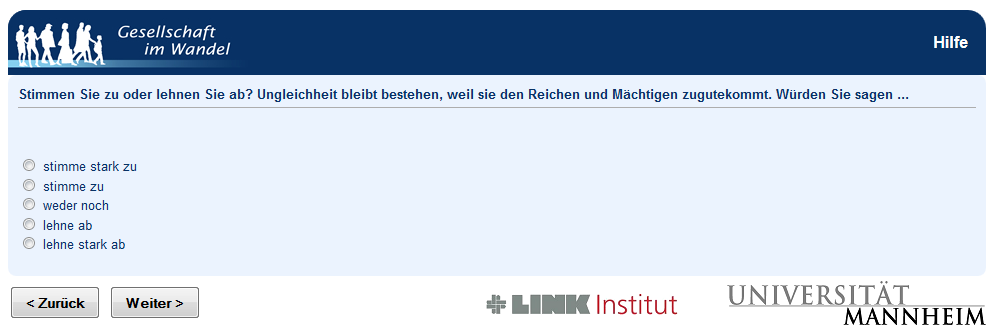 Gesellschaft
im Wandel
Hilfe
Stimmen Sie zu oder lehnen Sie ab? Ungleichheit bleibt bestehen, weil sie den Reichen und Mächtigen zugutekommt. Würden Sie sagen ...
stimme stark zu
stimme zu
weder noch
lehne ab
lehne stark ab
< Zurück
Weiter >
LINK Institut
UNIVERSITÄT
MANNHEIM